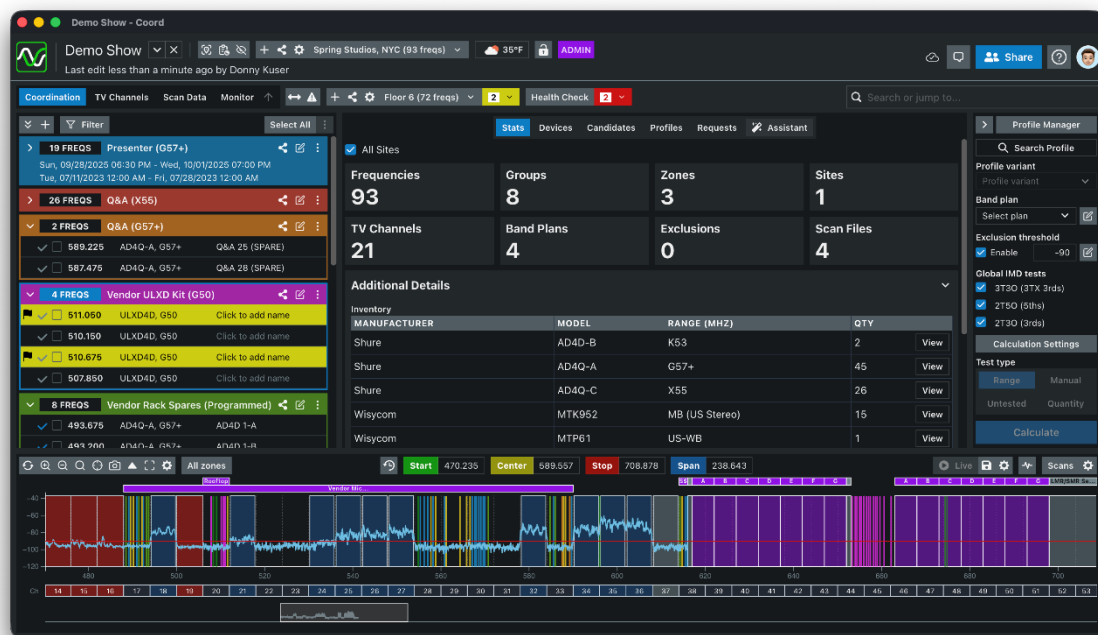 Demo Show - Coord
Demo Show
Spring Studios, NYC (93 freqs)
35°F
ADMIN
Share
Last edit less than a minute ago by Donny Kuser
Coordination TV Channels Scan Data Monitor
Floor 6 (72 freqs)
2
Health Check 2
Search or jump to...
Filter
Select All
19 FREQS Presenter (G57+)
Sun, 09/28/2025 06:30 PM - Wed, 10/01/2025 07:00 PM
Tue, 07/11/2023 12:00 AM - Fri, 07/28/2023 12:00 AM
26 FREQS Q&A (X55)
2 FREQS Q&A (G57+)
589.225 AD4Q-A, G57+ Q&A 25 (SPARE)
587.475 AD4Q-A, G57+ Q&A 28 (SPARE)
4 FREQS Vendor ULXD Kit (G50)
511.050 ULXD4D, G50 Click to add name
510.150 ULXD4D, G50 Click to add name
510.675 ULXD4D, G50 Click to add name
507.850 ULXD4D, G50 Click to add name
8 FREQS Vendor Rack Spares (Programmed)
493.675 AD4Q-A, G57+ AD4D 1-A
493.200 AD4Q-A, G57+ AD4D 1-B
Stats Devices Candidates Profiles Requests Assistant
All Sites
Frequencies Groups Zones Sites
93 8 3 1
TV Channels Band Plans Exclusions Scan Files
21 4 0 4
Additional Details
Inventory
MANUFACTURER MODEL RANGE (MHZ) QTY
Shure AD4D-B K53 2 View
Shure AD4Q-A G57+ 45 View
Shure AD4Q-C X55 26 View
Wisycom MTK952 MB (US Stereo) 15 View
Wisycom MTP61 US-WB 1 View
Profile Manager
Search Profile
Profile variant
Profile variant
Band plan
Select plan
Exclusion threshold
Enable -90
Global IMD tests
3T3O (3TX 3rds)
2T5O (5ths)
2T3O (3rds)
Calculation Settings
Test type
Range Manual
Untested Quantity
Calculate
All zones
Start 470.235 Center 589.557 Stop 708.878 Span 238.643
Live
Scans
Rooftop
Vendor Mic...
A B C D E F G
A B C D E F G
-40
-60
-80
-100
-120
480 500 520 540 560 580 600 620 640 660 680 700
Ch 14 15 16 17 18 19 20 21 22 23 24 25 26 27 28 29 30 31 32 33 34 35 36 37 38 39 40 41 42 43 44 45 46 47 48 49 50 51 52 53